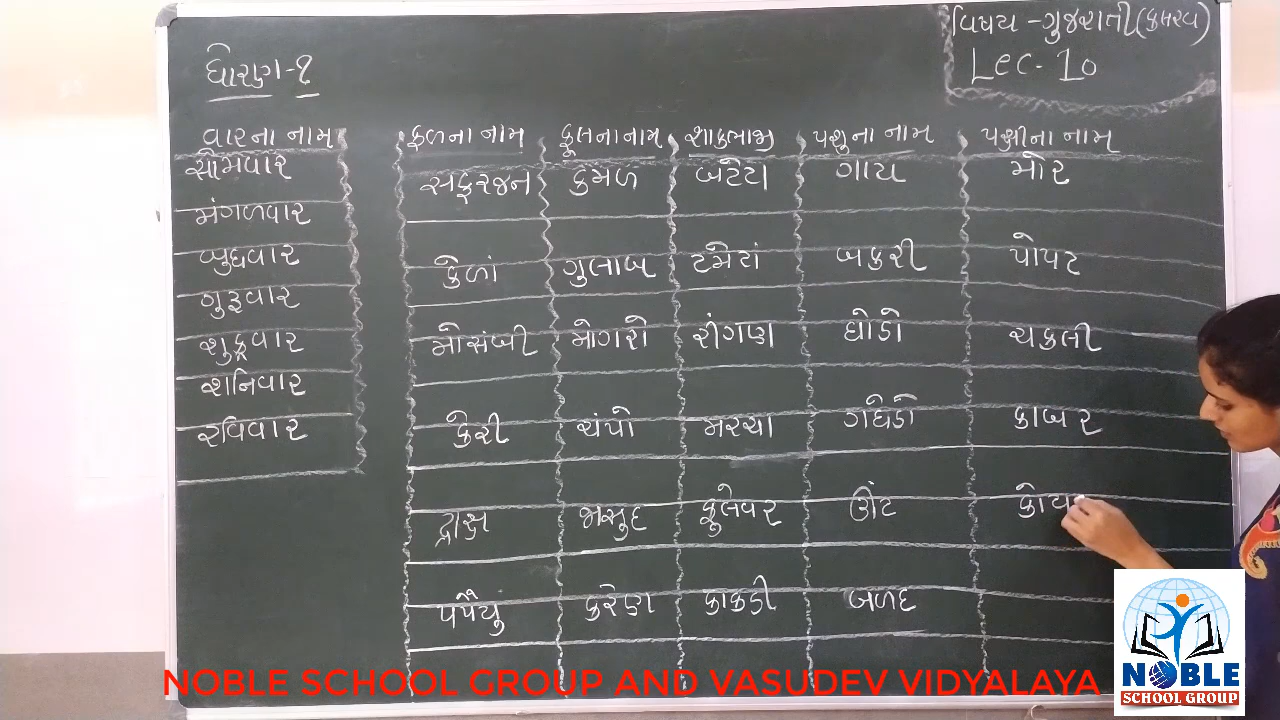 વિષય - ગુજરાતી (કલરવ)
Lec - 10
ધોરણ - ૧
વારના નામ ફળના નામ ફૂલના નામ શાકભાજી પશુના નામ પક્ષીના નામ
સોમવાર સફરજન કમળ બટેટા ગાય મોર
મંગળવાર
બુધવાર કેળાં ગુલાબ ટમેટાં બકરી પોપટ
ગુરૂવાર
શુક્રવાર મોસંબી મોગરો રીંગણ ઘોડો ચકલી
શનિવાર
રવિવાર કેરી ચંપો મરચા ગધેડો કાબર
દ્રાક્ષ જાસુદ ફૂલેવર ઊંટ કોય
પપૈયુ કરેણ કાકડી બળદ
NOBLE SCHOOL GROUP AND VASUDEV VIDYALAYA
NOBLE
SCHOOL GROUP